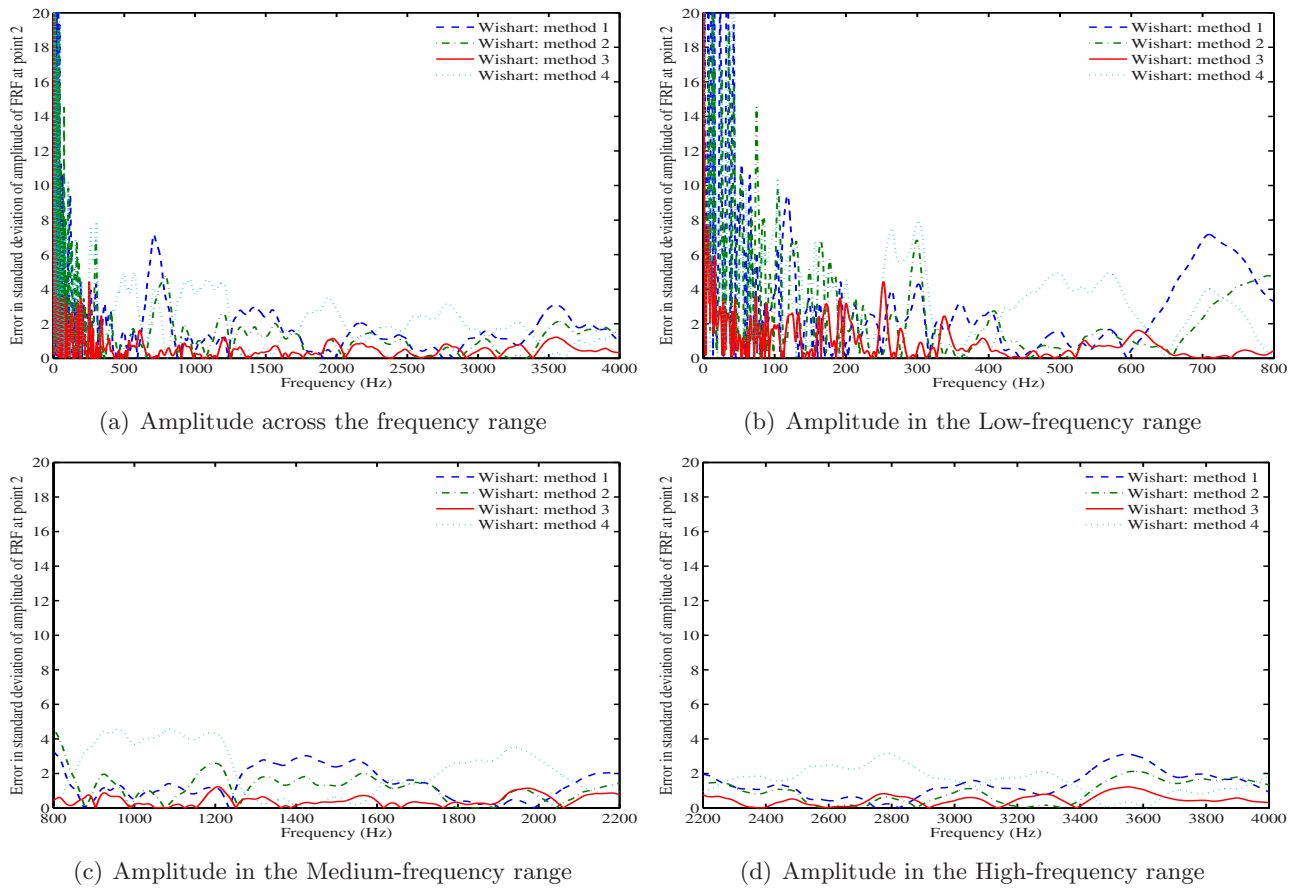 Error in standard deviation of amplitude of FRF at point 2
20
18
16
14
12
10
8
6
4
2
0
0
500
1000
1500
2000
2500
3000
3500
4000
Frequency (Hz)
Wishart: method 1
Wishart: method 2
Wishart: method 3
Wishart: method 4
(a) Amplitude across the frequency range
Error in standard deviation of amplitude of FRF at point 2
20
18
16
14
12
10
8
6
4
2
0
0
100
200
300
400
500
600
700
800
Frequency (Hz)
Wishart: method 1
Wishart: method 2
Wishart: method 3
Wishart: method 4
(b) Amplitude in the Low-frequency range
Error in standard deviation of amplitude of FRF at point 2
20
18
16
14
12
10
8
6
4
2
0
800
1000
1200
1400
1600
1800
2000
2200
Frequency (Hz)
Wishart: method 1
Wishart: method 2
Wishart: method 3
Wishart: method 4
(c) Amplitude in the Medium-frequency range
Error in standard deviation of amplitude of FRF at point 2
20
18
16
14
12
10
8
6
4
2
0
2200
2400
2600
2800
3000
3200
3400
3600
3800
4000
Frequency (Hz)
Wishart: method 1
Wishart: method 2
Wishart: method 3
Wishart: method 4
(d) Amplitude in the High-frequency range